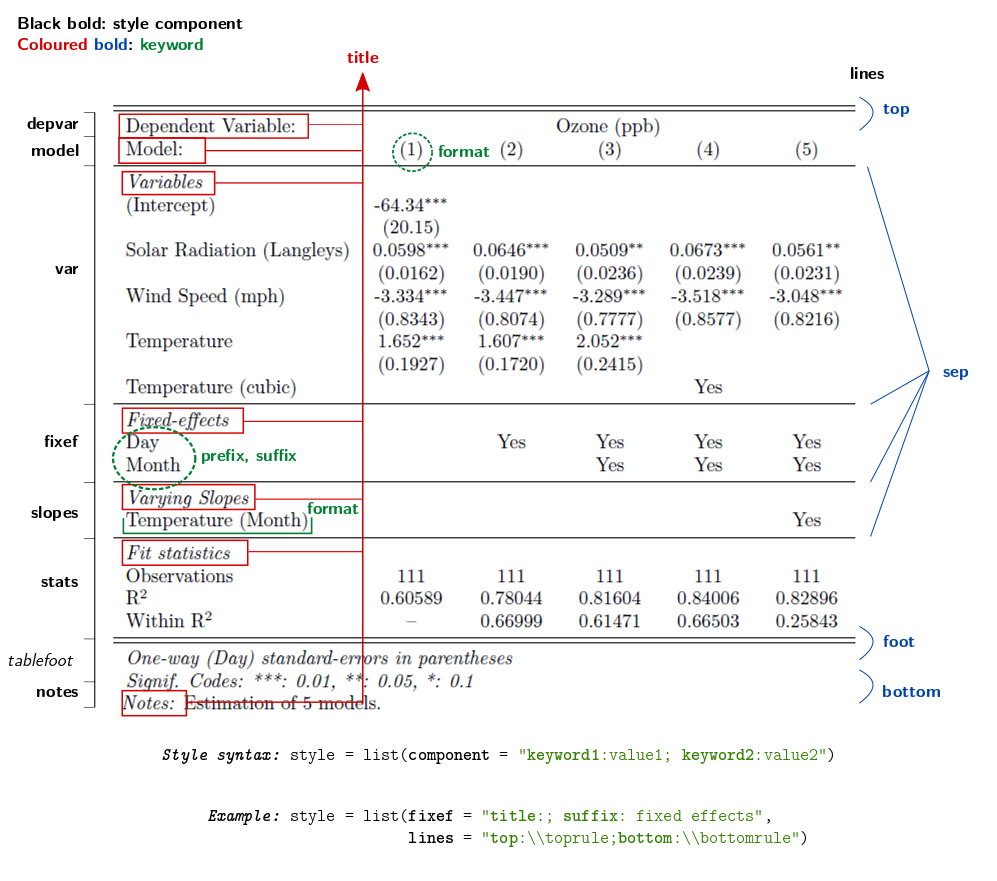 Black bold: style component
Coloured bold: keyword
title
lines
top
depvar Dependent Variable: Ozone (ppb)
model Model: (1) format (2) (3) (4) (5)
Variables
(Intercept) -64.34***
(20.15)
Solar Radiation (Langleys) 0.0598*** 0.0646*** 0.0509** 0.0673*** 0.0561**
var (0.0162) (0.0190) (0.0236) (0.0239) (0.0231)
Wind Speed (mph) -3.334*** -3.447*** -3.289*** -3.518*** -3.048***
(0.8343) (0.8074) (0.7777) (0.8577) (0.8216)
Temperature 1.652*** 1.607*** 2.052***
(0.1927) (0.1720) (0.2415)
sep
Temperature (cubic) Yes
Fixed-effects
fixef Day Yes Yes Yes Yes
Month prefix, suffix Yes Yes Yes
Varying Slopes
slopes format
Temperature (Month) Yes
Fit statistics
stats Observations 111 111 111 111 111
R² 0.60589 0.78044 0.81604 0.84006 0.82896
Within R² – 0.66999 0.61471 0.66503 0.25843
foot
tablefoot One-way (Day) standard-errors in parentheses
Signif. Codes: ***: 0.01, **: 0.05, *: 0.1
notes Notes: Estimation of 5 models.
bottom
Style syntax: style = list(component = "keyword1:value1; keyword2:value2")
Example: style = list(fixef = "title:; suffix: fixed effects",
lines = "top:\\toprule;bottom:\\bottomrule")